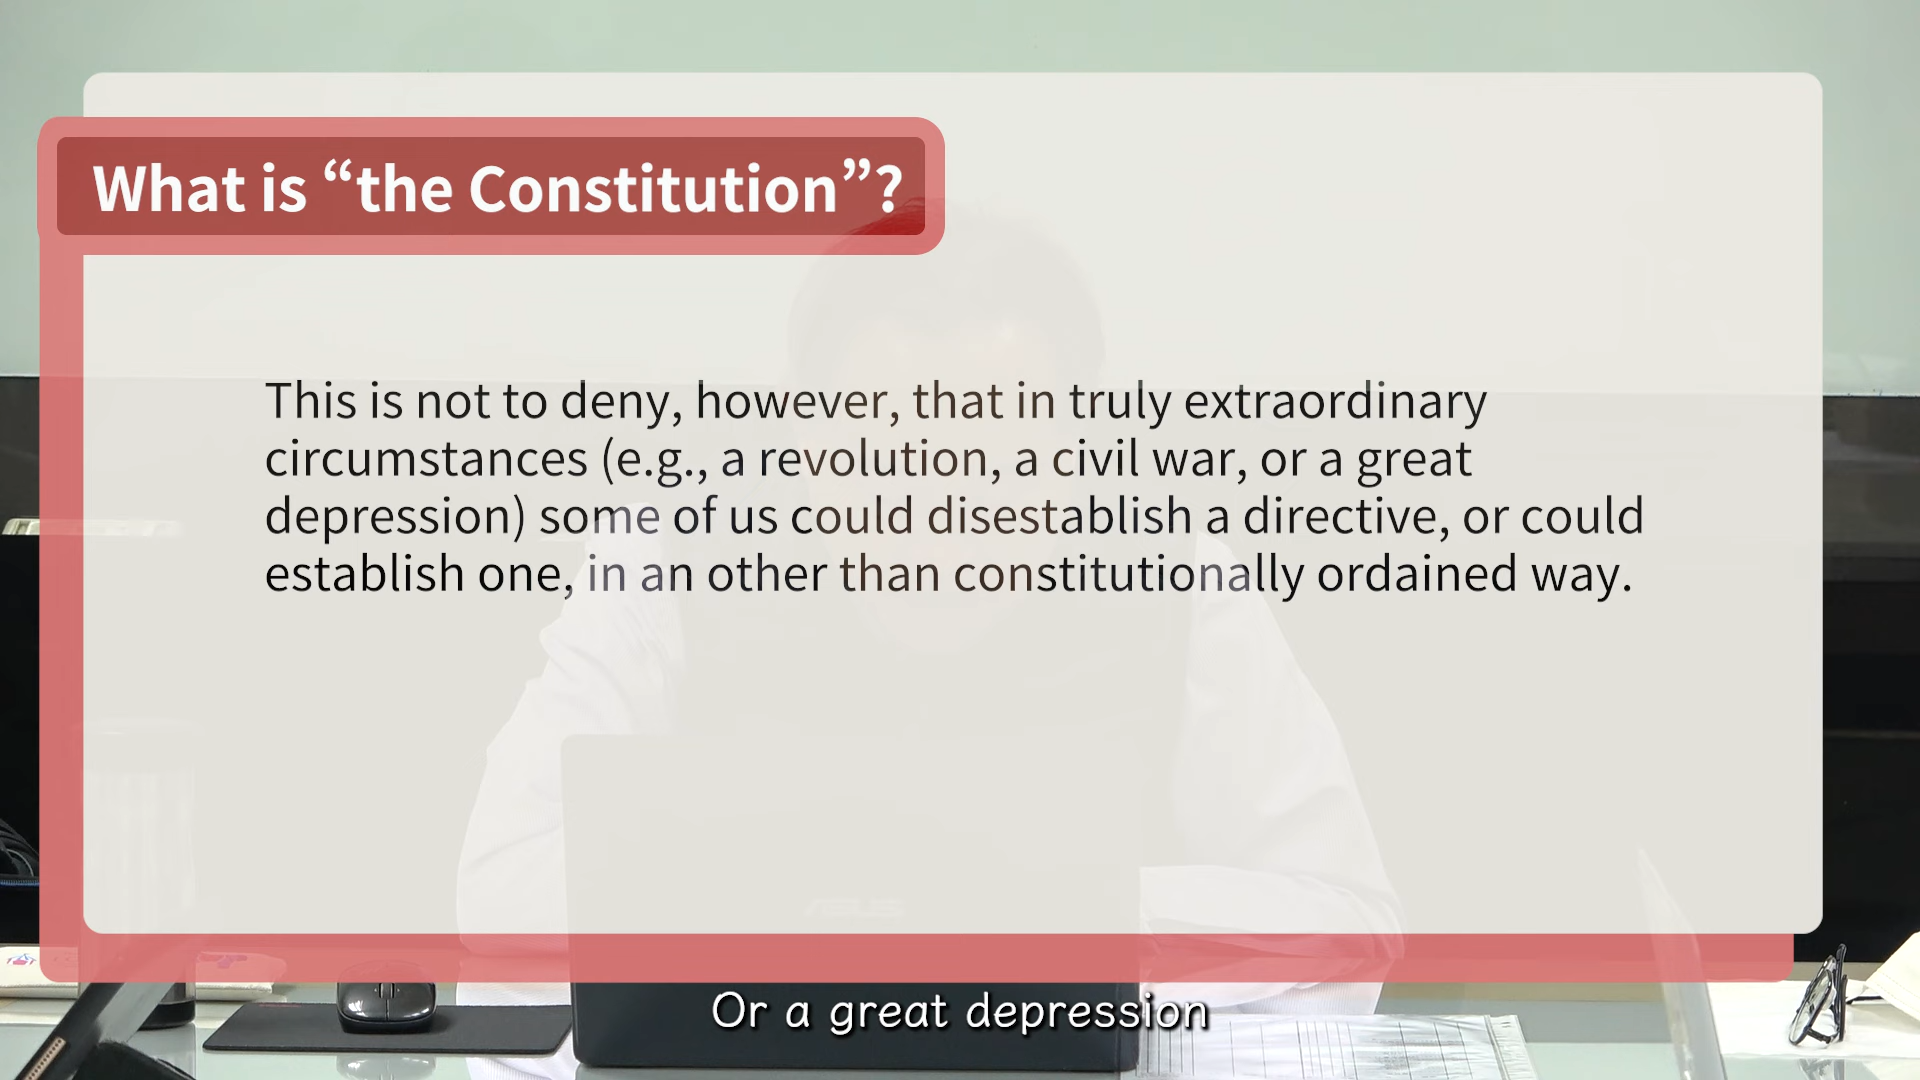 What is “the Constitution”?
This is not to deny, however, that in truly extraordinary
circumstances (e.g., a revolution, a civil war, or a great
depression) some of us could disestablish a directive, or could
establish one, in an other than constitutionally ordained way.
ASUS
Or a great depression